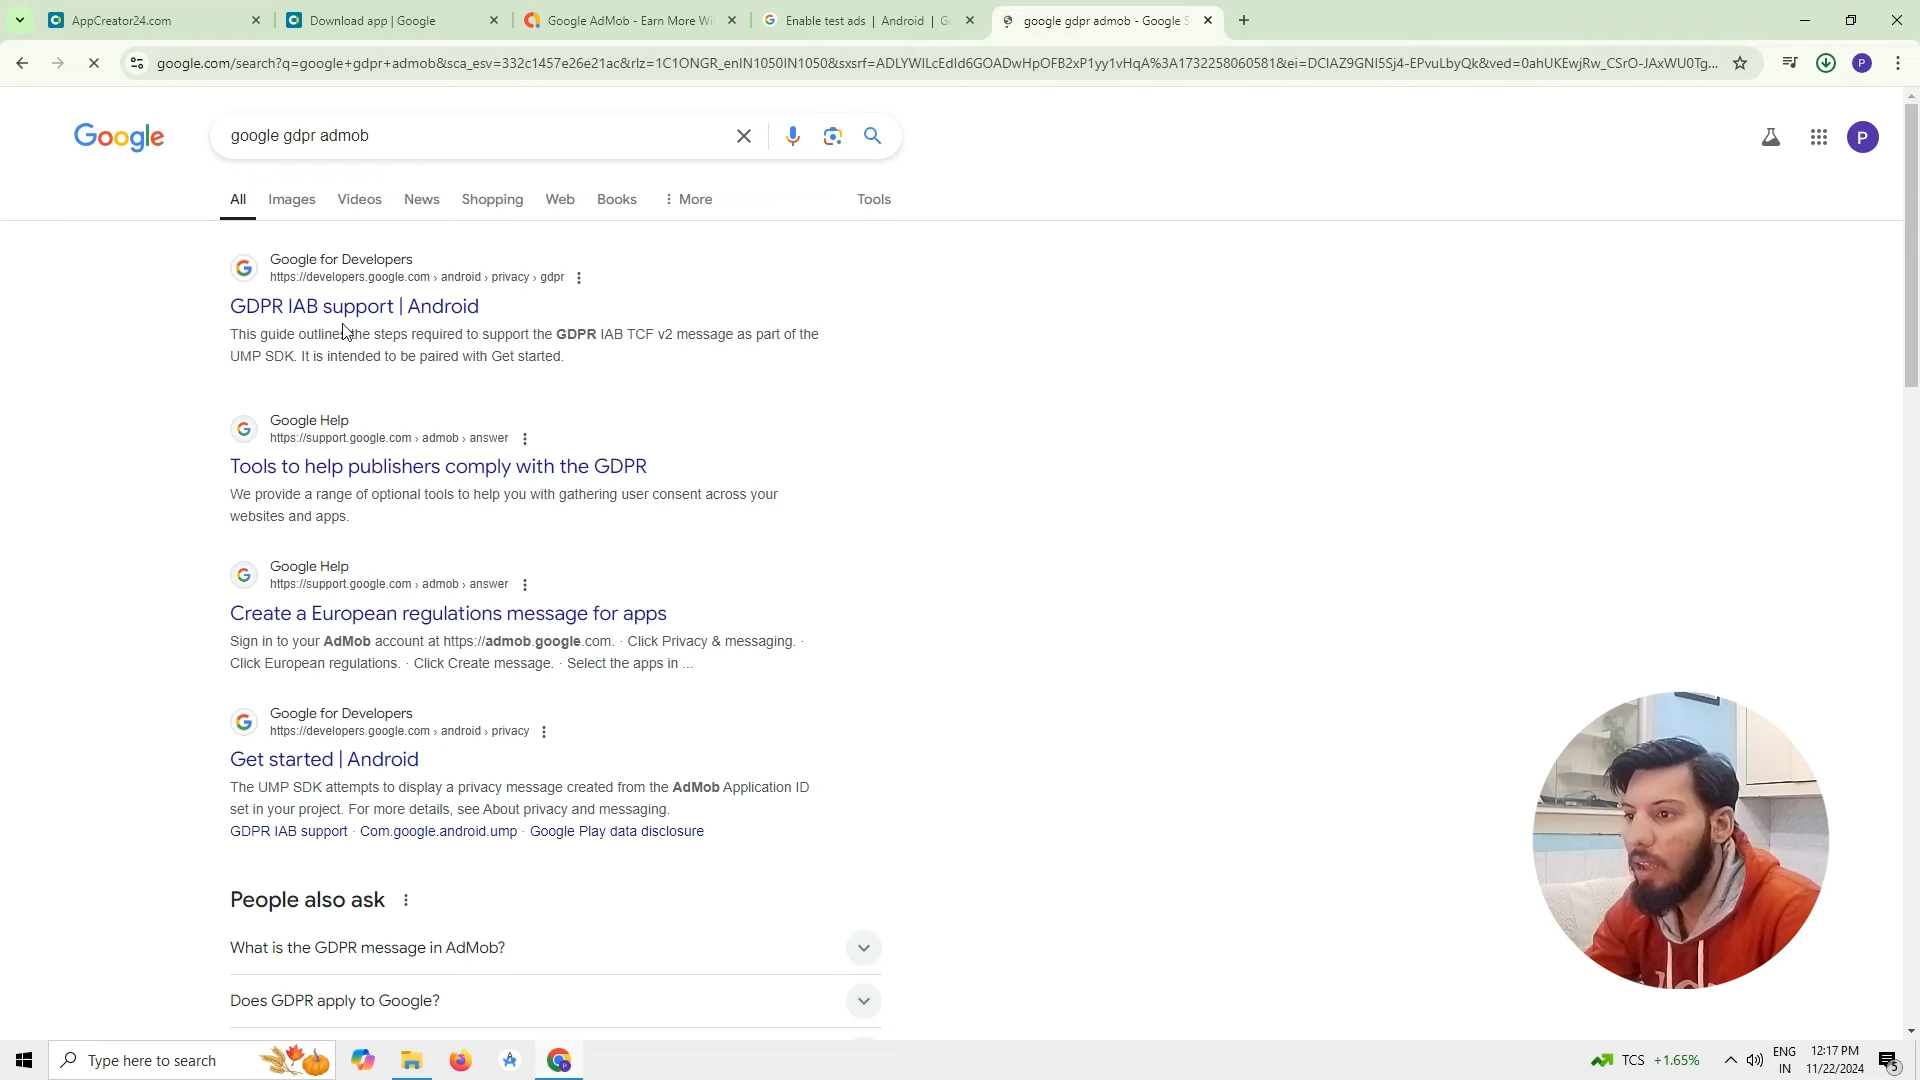 AppCreator24.com
Download app | Google
Google AdMob - Earn More Wi
Enable test ads | Android | Go
google gdpr admob - Google S
google.com/search?q=google+gdpr+admob&sca_esv=332c1457e26e21ac&rlz=1C1ONGR_enIN1050IN1050&sxsrf=ADLYWILcEdId6GOADwHpOFB2xP1yy1vHqA%3A1732258060581&ei=DCIAZ9GNI5Sj4-EPvuLbyQk&ved=0ahUKEwjRw_CSrO-JAxWU0Tg...
P
Google
google gdpr admob
P
All
Images
Videos
News
Shopping
Web
Books
More
Tools
Google for Developers
https://developers.google.com › android › privacy › gdpr
GDPR IAB support | Android
This guide outlines the steps required to support the GDPR IAB TCF v2 message as part of the
UMP SDK. It is intended to be paired with Get started.
Google Help
https://support.google.com › admob › answer
Tools to help publishers comply with the GDPR
We provide a range of optional tools to help you with gathering user consent across your
websites and apps.
Google Help
https://support.google.com › admob › answer
Create a European regulations message for apps
Sign in to your AdMob account at https://admob.google.com. · Click Privacy & messaging. ·
Click European regulations. · Click Create message. · Select the apps in ...
Google for Developers
https://developers.google.com › android › privacy
Get started | Android
The UMP SDK attempts to display a privacy message created from the AdMob Application ID
set in your project. For more details, see About privacy and messaging.
GDPR IAB support · Com.google.android.ump · Google Play data disclosure
People also ask
What is the GDPR message in AdMob?
Does GDPR apply to Google?
Type here to search
TCS +1.65%
ENG
IN
12:17 PM
11/22/2024
5